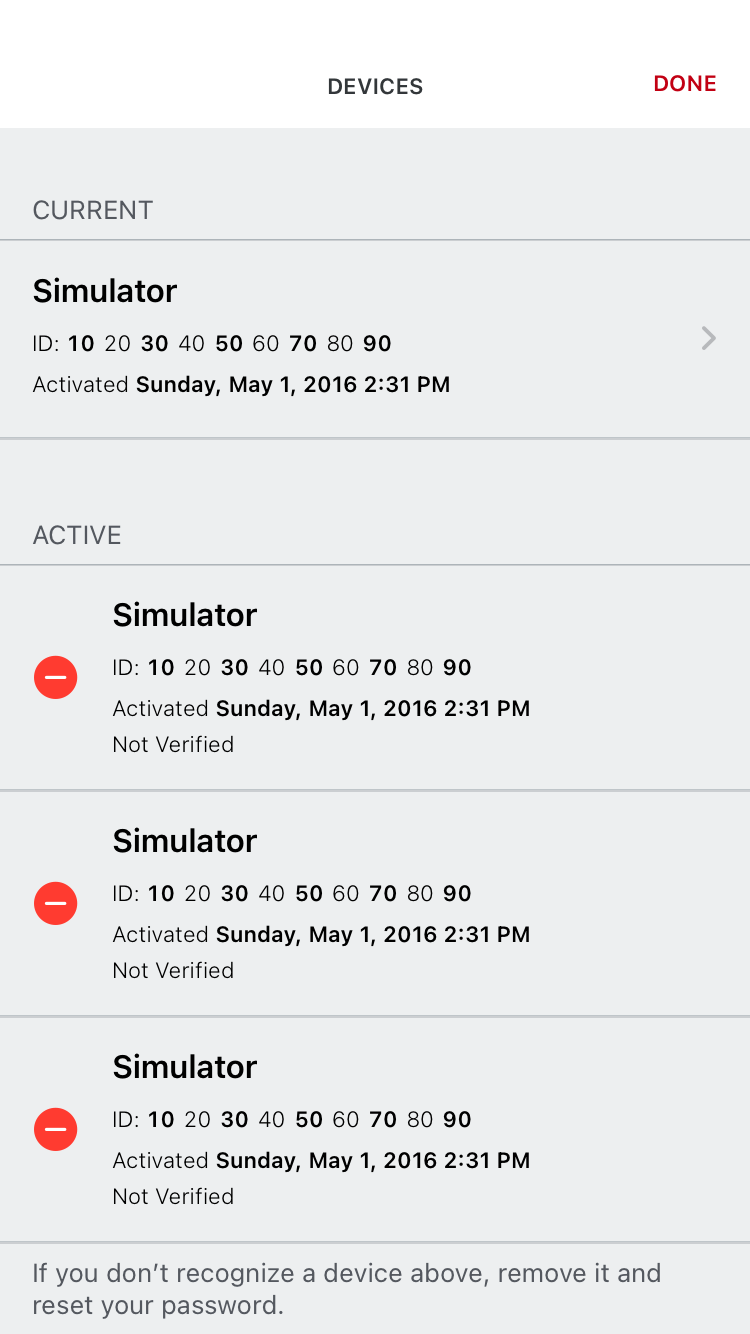 DEVICES
DONE
CURRENT
Simulator
ID: 10 20 30 40 50 60 70 80 90
Activated Sunday, May 1, 2016 2:31 PM
ACTIVE
Simulator
ID: 10 20 30 40 50 60 70 80 90
Activated Sunday, May 1, 2016 2:31 PM
Not Verified
Simulator
ID: 10 20 30 40 50 60 70 80 90
Activated Sunday, May 1, 2016 2:31 PM
Not Verified
Simulator
ID: 10 20 30 40 50 60 70 80 90
Activated Sunday, May 1, 2016 2:31 PM
Not Verified
If you don’t recognize a device above, remove it and
reset your password.